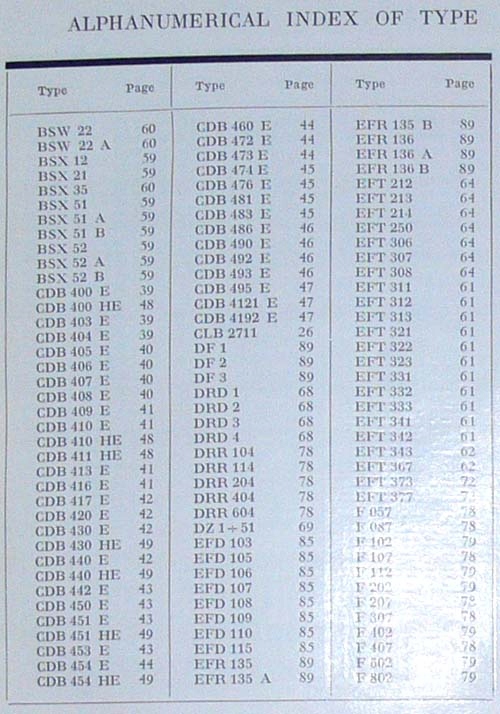 ALPHANUMERICAL INDEX OF TYPE
Type Page
BSW 22 60
BSW 22 A 60
BSX 12 59
BSX 21 59
BSX 35 60
BSX 51 59
BSX 51 A 59
BSX 51 B 59
BSX 52 59
BSX 52 A 59
BSX 52 B 59
CDB 400 E 39
CDB 400 HE 48
CDB 403 E 39
CDB 404 E 39
CDB 405 E 40
CDB 406 E 40
CDB 407 E 40
CDB 408 E 40
CDB 409 E 41
CDB 410 E 41
CDB 410 HE 48
CDB 411 HE 48
CDB 413 E 41
CDB 416 E 41
CDB 417 E 42
CDB 420 E 42
CDB 430 E 42
CDB 430 HE 49
CDB 440 E 42
CDB 440 HE 49
CDB 442 E 43
CDB 450 E 43
CDB 451 E 43
CDB 451 HE 49
CDB 453 E 43
CDB 454 E 44
CDB 454 HE 49
Type Page
CDB 460 E 44
CDB 472 E 44
CDB 473 E 44
CDB 474 E 45
CDB 476 E 45
CDB 481 E 45
CDB 483 E 45
CDB 486 E 46
CDB 490 E 46
CDB 492 E 46
CDB 493 E 46
CDB 495 E 47
CDB 4121 E 47
CDB 4192 E 47
CLB 2711 26
DF 1 89
DF 2 89
DF 3 89
DRD 1 68
DRD 2 68
DRD 3 68
DRD 4 68
DRR 104 78
DRR 114 78
DRR 204 78
DRR 404 78
DRR 604 78
DZ 1÷51 69
EFD 103 85
EFD 105 85
EFD 106 85
EFD 107 85
EFD 108 85
EFD 109 85
EFD 110 85
EFD 115 85
EFR 135 89
EFR 135 A 89
Type Page
EFR 135 B 89
EFR 136 89
EFR 136 A 89
EFR 136 B 89
EFT 212 64
EFT 213 64
EFT 214 64
EFT 250 64
EFT 306 64
EFT 307 64
EFT 308 64
EFT 311 61
EFT 312 61
EFT 313 61
EFT 321 61
EFT 322 61
EFT 323 61
EFT 331 61
EFT 332 61
EFT 333 61
EFT 341 61
EFT 342 61
EFT 343 62
EFT 367 62
EFT 373
EFT 377
F 057 78
F 087 78
F 102 79
F 107 78
F 112 79
F 202 79
F 207 78
F 307 78
F 402 79
F 407 78
F 502 79
F 802 79